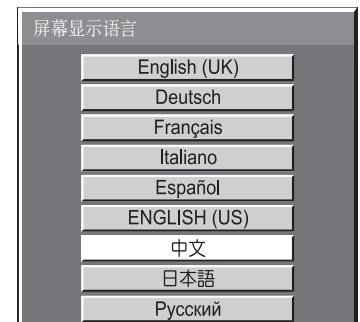 屏幕显示语言
English (UK)
Deutsch
Français
Italiano
Español
ENGLISH (US)
中文
日本語
Русский